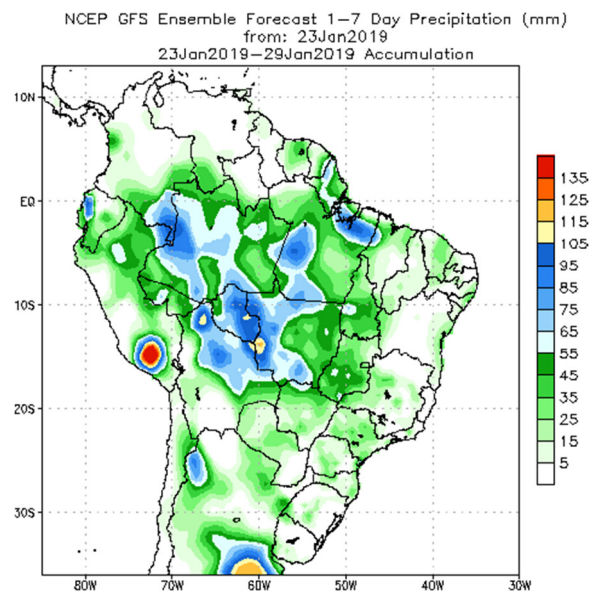 NCEP GFS Ensemble Forecast 1–7 Day Precipitation (mm)
from: 23Jan2019
23Jan2019–29Jan2019 Accumulation
10N
EQ
10S
20S
30S
80W
70W
60W
50W
40W
30W
135
125
115
105
95
85
75
65
55
45
35
25
15
5